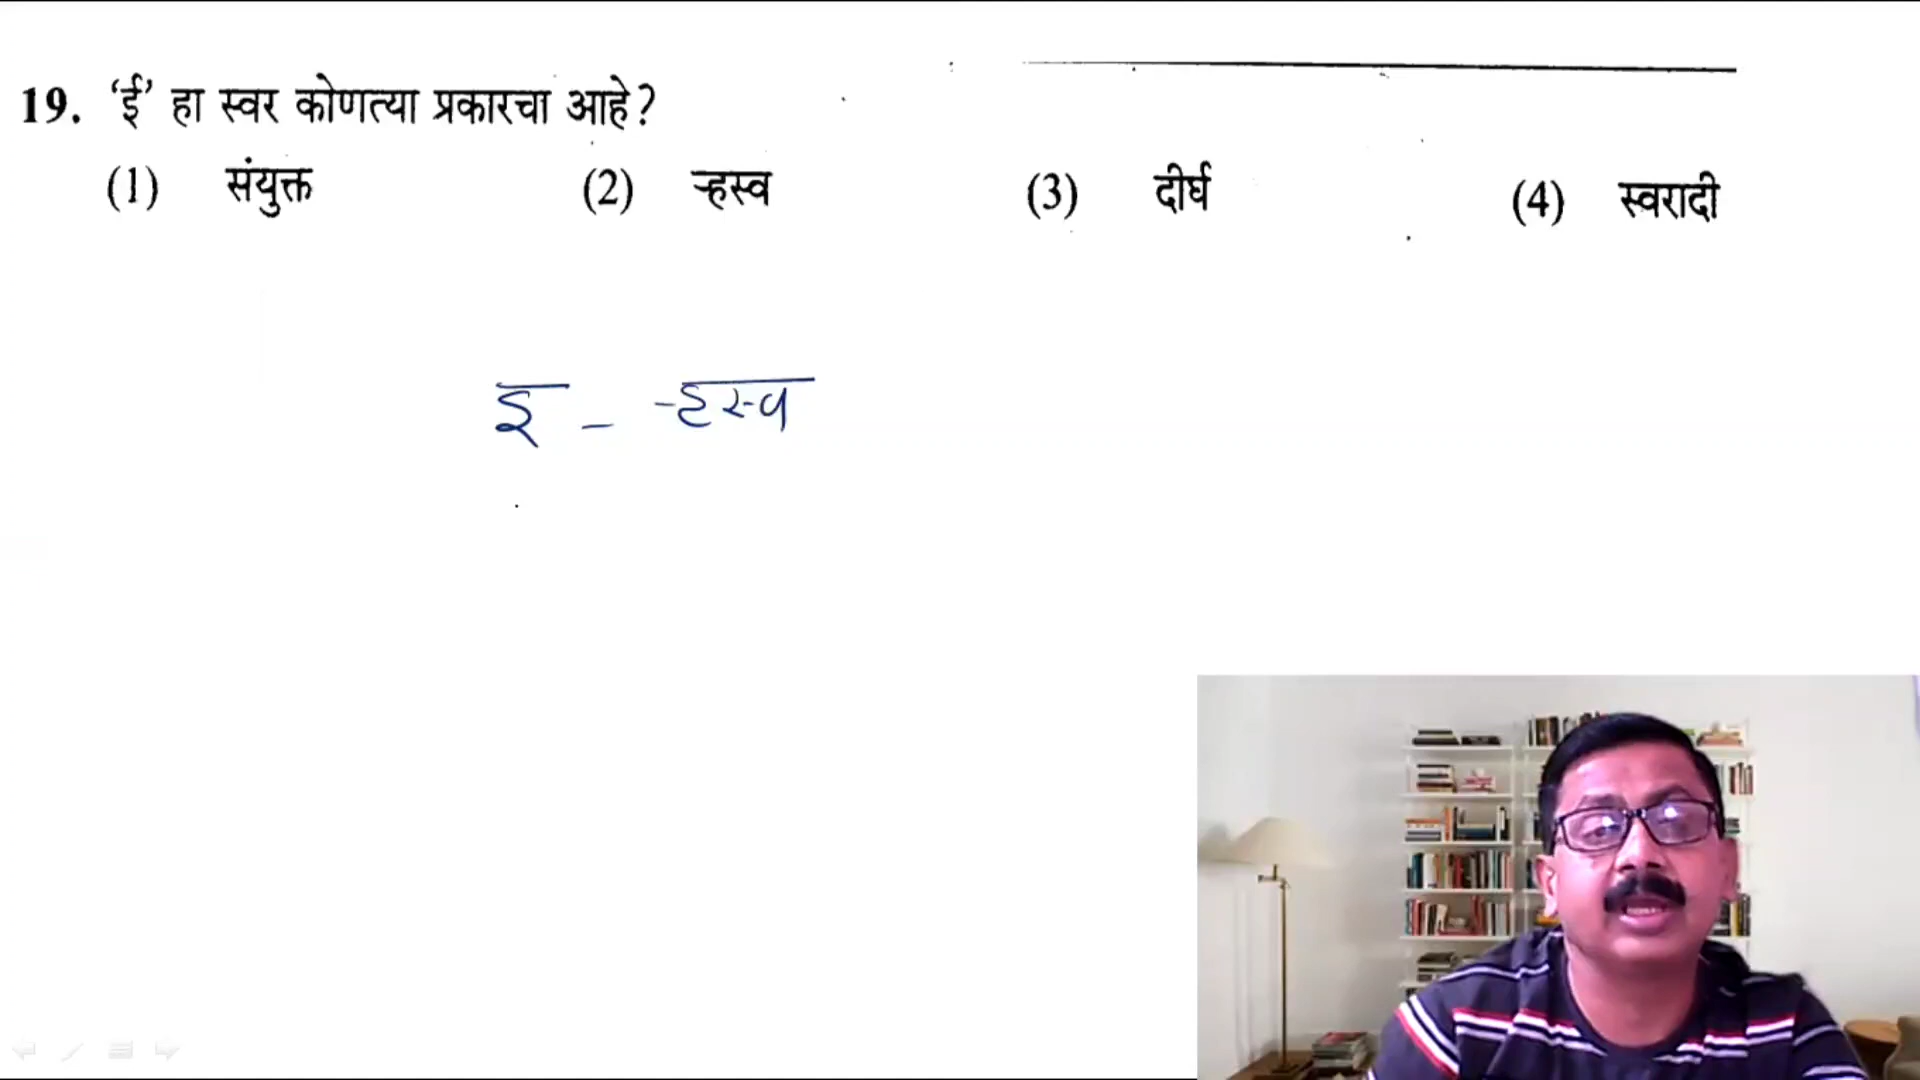 19. ‘ई’ हा स्वर कोणत्या प्रकारचा आहे?
(1) संयुक्त (2) ऱ्हस्व (3) दीर्घ (4) स्वरादी
इ – ऱ्हस्व